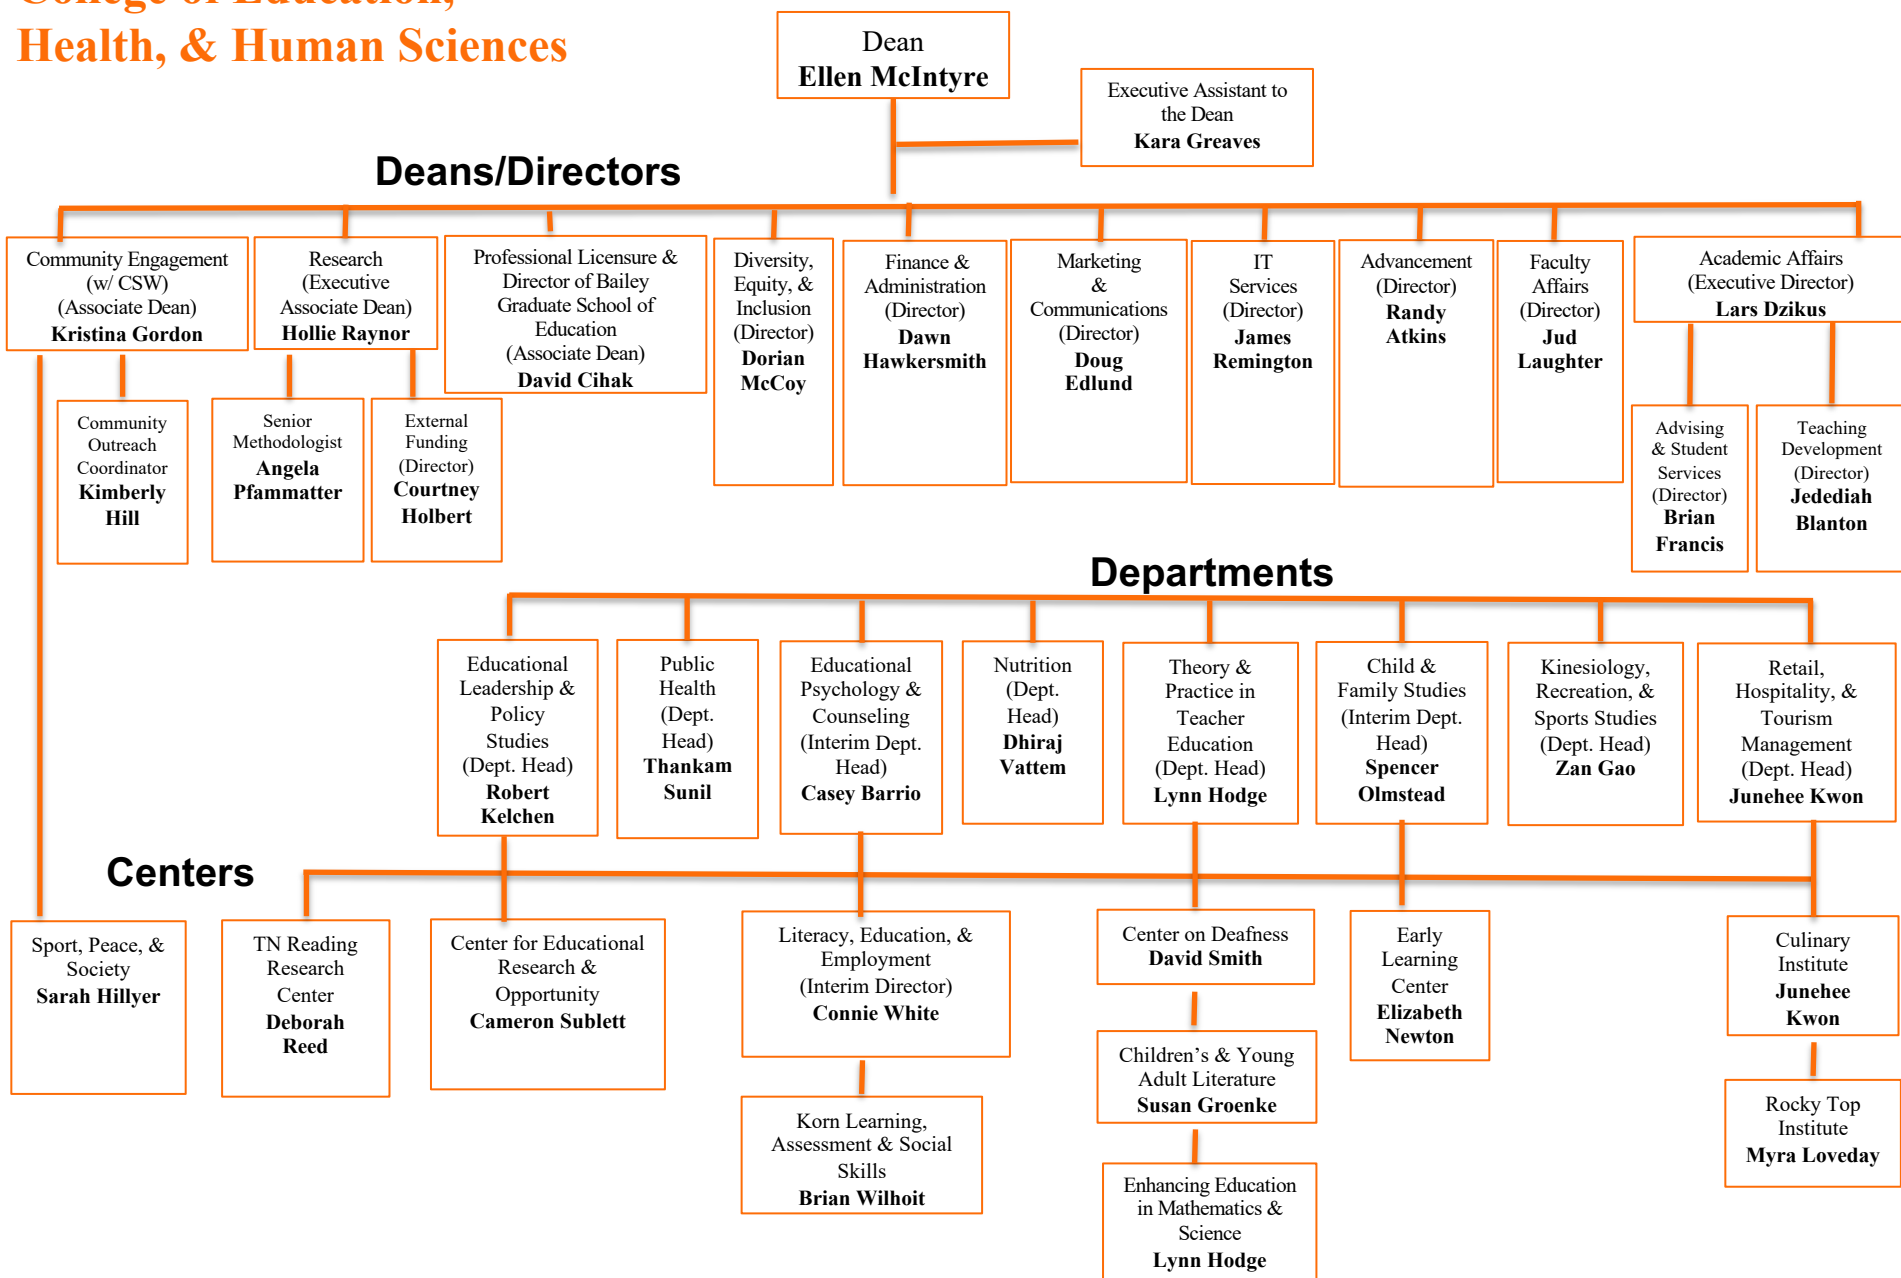 College of Education,
Health, & Human Sciences
Dean
Ellen McIntyre
Executive Assistant to
the Dean
Kara Greaves
Deans/Directors
Community Engagement
(w/ CSW)
(Associate Dean)
Kristina Gordon
Research
(Executive
Associate Dean)
Hollie Raynor
Professional Licensure &
Director of Bailey
Graduate School of
Education
(Associate Dean)
David Cihak
Diversity,
Equity, &
Inclusion
(Director)
Dorian
McCoy
Finance &
Administration
(Director)
Dawn
Hawkersmith
Marketing
&
Communications
(Director)
Doug
Edlund
IT
Services
(Director)
James
Remington
Advancement
(Director)
Randy
Atkins
Faculty
Affairs
(Director)
Jud
Laughter
Academic Affairs
(Executive Director)
Lars Dzikus
Community
Outreach
Coordinator
Kimberly
Hill
Senior
Methodologist
Angela
Pfammatter
External
Funding
(Director)
Courtney
Holbert
Advising
& Student
Services
(Director)
Brian
Francis
Teaching
Development
(Director)
Jedediah
Blanton
Departments
Educational
Leadership &
Policy
Studies
(Dept. Head)
Robert
Kelchen
Public
Health
(Dept.
Head)
Thankam
Sunil
Educational
Psychology &
Counseling
(Interim Dept.
Head)
Casey Barrio
Nutrition
(Dept.
Head)
Dhiraj
Vattem
Theory &
Practice in
Teacher
Education
(Dept. Head)
Lynn Hodge
Child &
Family Studies
(Interim Dept.
Head)
Spencer
Olmstead
Kinesiology,
Recreation, &
Sports Studies
(Dept. Head)
Zan Gao
Retail,
Hospitality, &
Tourism
Management
(Dept. Head)
Junehee Kwon
Centers
Sport, Peace, &
Society
Sarah Hillyer
TN Reading
Research
Center
Deborah
Reed
Center for Educational
Research &
Opportunity
Cameron Sublett
Literacy, Education, &
Employment
(Interim Director)
Connie White
Center on Deafness
David Smith
Early
Learning
Center
Elizabeth
Newton
Culinary
Institute
Junehee
Kwon
Korn Learning,
Assessment & Social
Skills
Brian Wilhoit
Children’s & Young
Adult Literature
Susan Groenke
Rocky Top
Institute
Myra Loveday
Enhancing Education
in Mathematics &
Science
Lynn Hodge